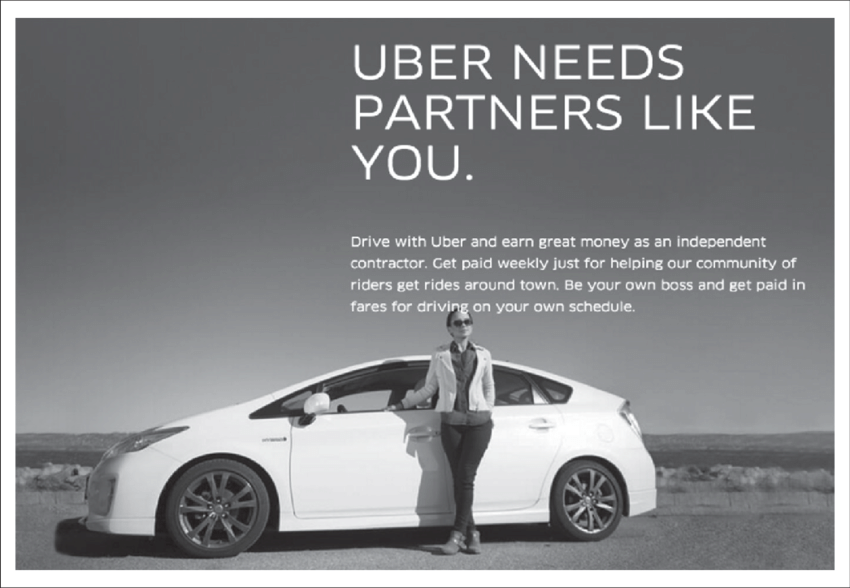 UBER NEEDS
PARTNERS LIKE
YOU.
Drive with Uber and earn great money as an independent
contractor. Get paid weekly just for helping our community of
riders get rides around town. Be your own boss and get paid in
fares for driving on your own schedule.
HYBRID